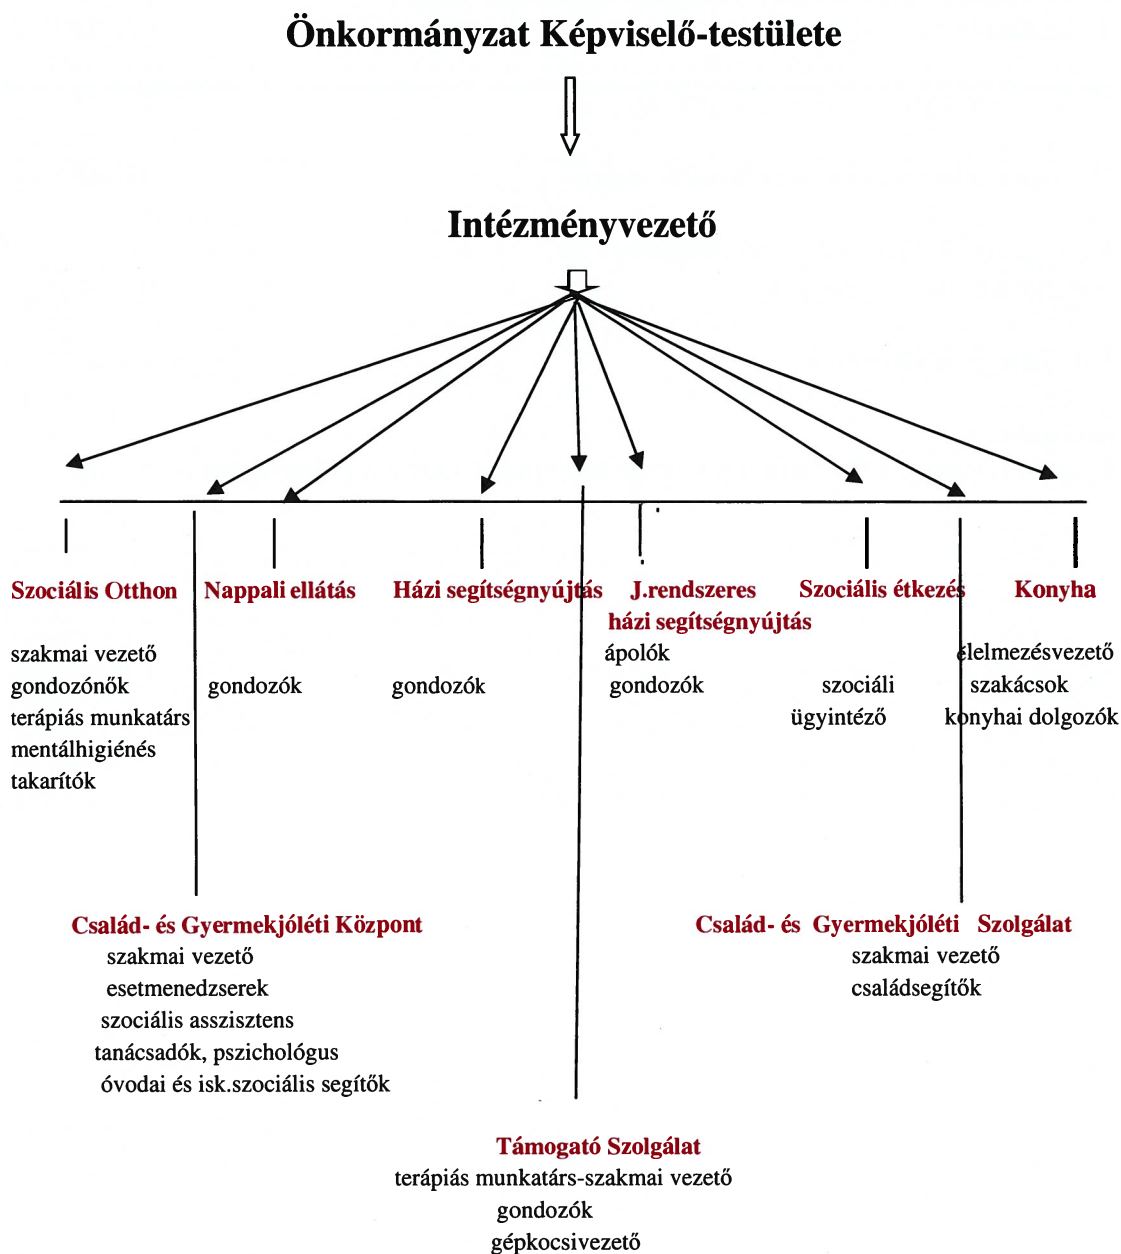 Önkormányzat Képviselő-testülete
Intézményvezető
Szociális Otthon
szakmai vezető
gondozónők
terápiás munkatárs
mentálhigiénés
takarítók
Nappali ellátás
gondozók
Házi segítségnyújtás
gondozók
J.rendszeres
házi segítségnyújtás
ápolók
gondozók
Szociális étkezés
szociáli
ügyintéző
Konyha
élelmezésvezető
szakácsok
konyhai dolgozók
Család- és Gyermekjóléti Központ
szakmai vezető
esetmenedzserek
szociális asszisztens
tanácsadók, pszichológus
óvodai és isk.szociális segítők
Család- és Gyermekjóléti Szolgálat
szakmai vezető
családsegítők
Támogató Szolgálat
terápiás munkatárs-szakmai vezető
gondozók
gépkocsivezető